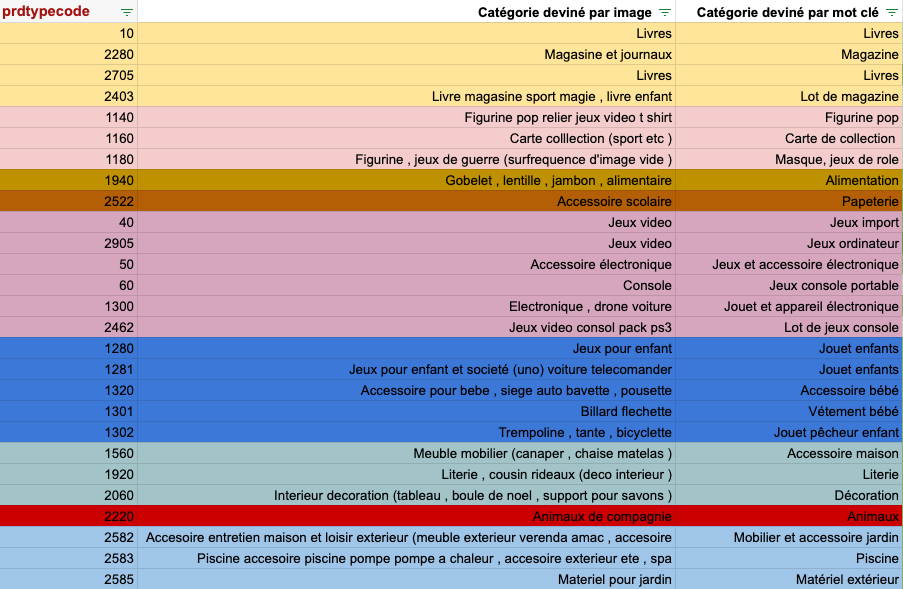 prdtypecode Catégorie deviné par image Catégorie deviné par mot clé
10 Livres Livres
2280 Magasine et journaux Magazine
2705 Livres Livres
2403 Livre magasine sport magie , livre enfant Lot de magazine
1140 Figurine pop relier jeux video t shirt Figurine pop
1160 Carte colllection (sport etc ) Carte de collection
1180 Figurine , jeux de guerre (surfrequence d'image vide ) Masque, jeux de role
1940 Gobelet , lentille , jambon , alimentaire Alimentation
2522 Accessoire scolaire Papeterie
40 Jeux video Jeux import
2905 Jeux video Jeux ordinateur
50 Accessoire électronique Jeux et accessoire électronique
60 Console Jeux console portable
1300 Electronique , drone voiture Jouet et appareil électronique
2462 Jeux video consol pack ps3 Lot de jeux console
1280 Jeux pour enfant Jouet enfants
1281 Jeux pour enfant et societé (uno) voiture telecomander Jouet enfants
1320 Accessoire pour bebe , siege auto bavette , pousette Accessoire bébé
1301 Billard flechette Vétement bébé
1302 Trempoline , tante , bicyclette Jouet pêcheur enfant
1560 Meuble mobilier (canaper , chaise matelas ) Accessoire maison
1920 Literie , cousin rideaux (deco interieur ) Literie
2060 Interieur decoration (tableau , boule de noel , support pour savons ) Décoration
2220 Animaux de compagnie Animaux
2582 Accesoire entretien maison et loisir exterieur (meuble exterieur verenda amac , accesoire Mobilier et accessoire jardin
2583 Piscine accesoire piscine pompe pompe a chaleur , accesoire exterieur ete , spa Piscine
2585 Materiel pour jardin Matériel extérieur